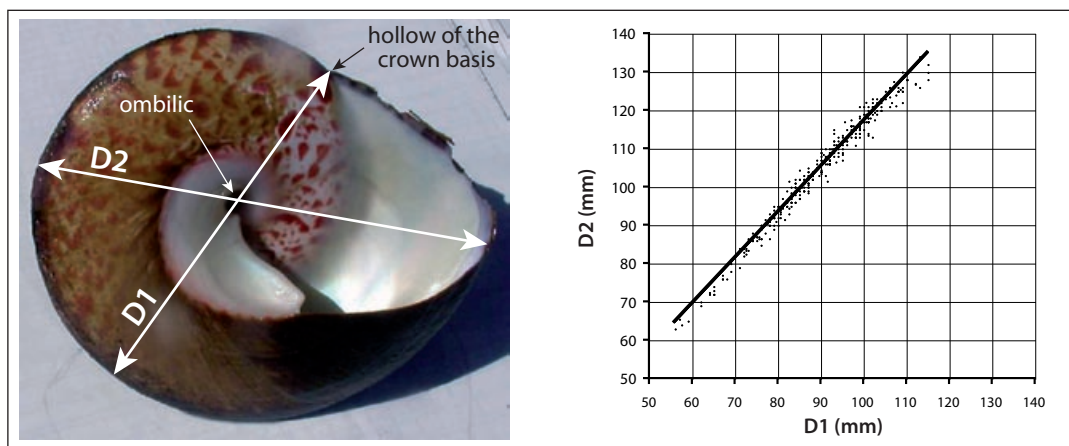 hollow of the
crown basis
ombilic
D2
D1
140
130
120
110
100
90
80
70
60
50
D2 (mm)
50 60 70 80 90 100 110 120 130 140
D1 (mm)